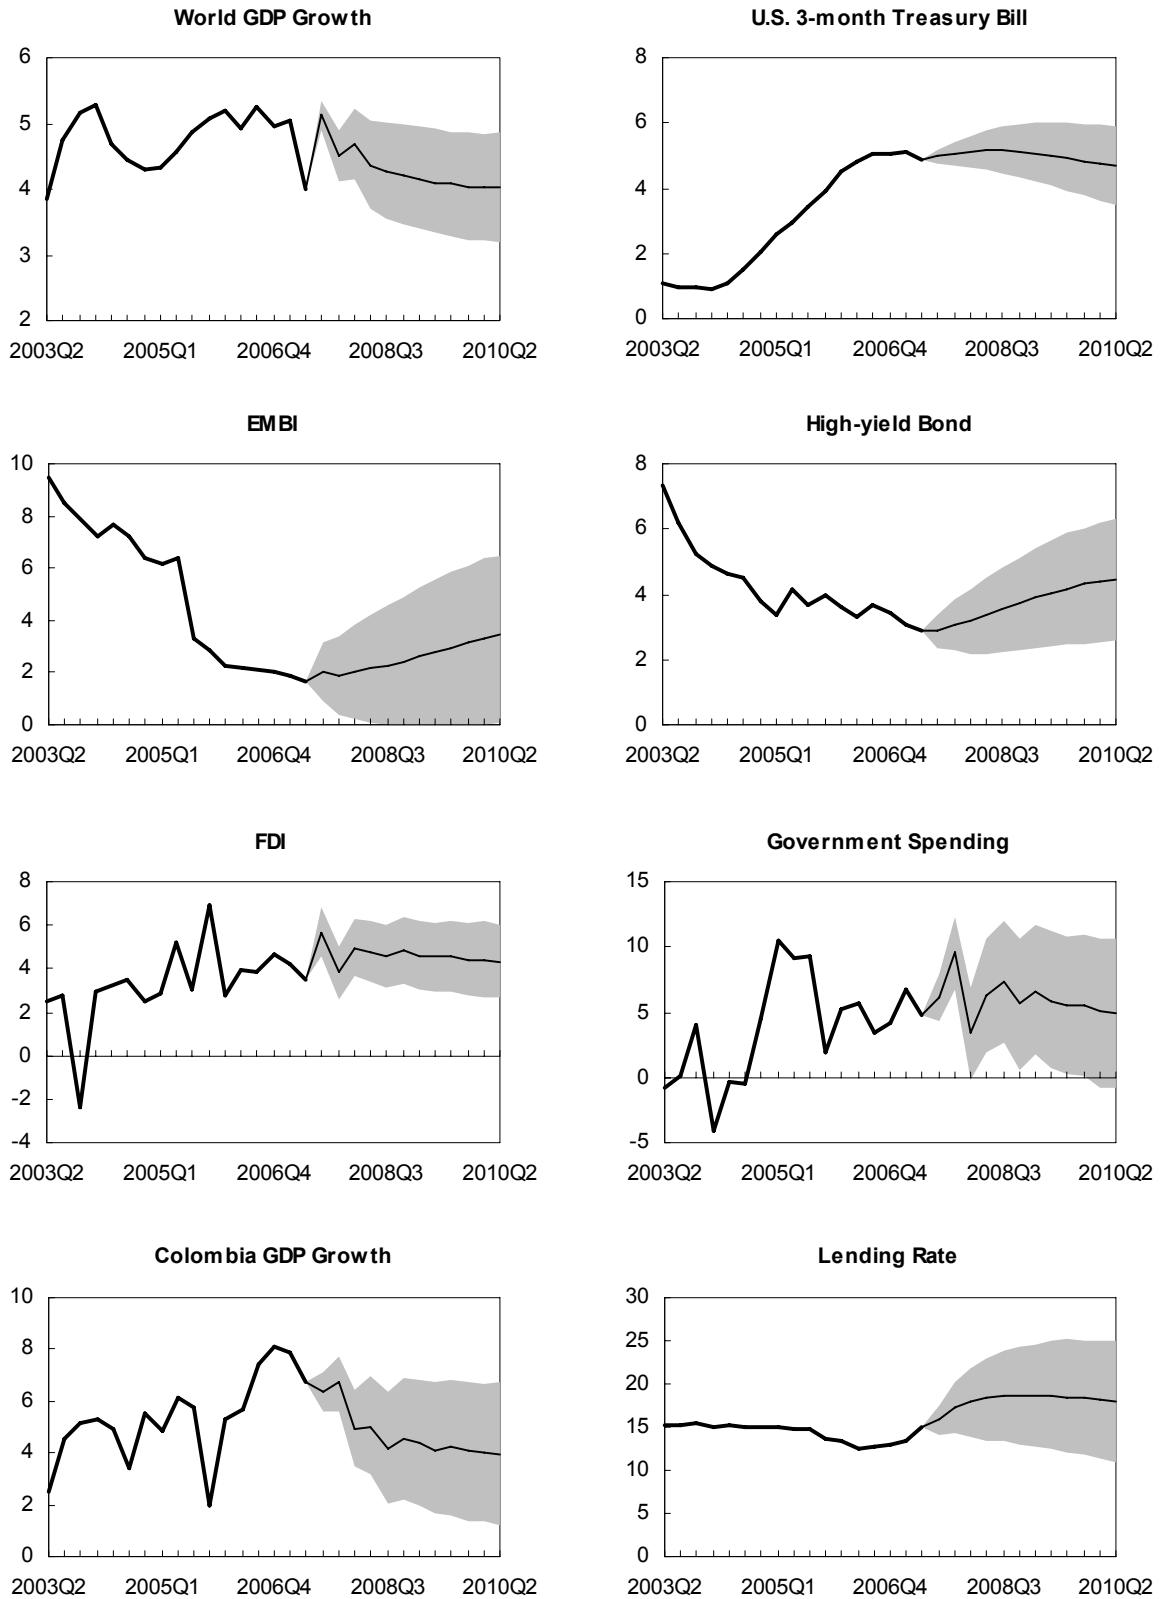 World GDP Growth
6
5
4
3
2
2003Q2 2005Q1 2006Q4 2008Q3 2010Q2
U.S. 3-month Treasury Bill
8
6
4
2
0
2003Q2 2005Q1 2006Q4 2008Q3 2010Q2
EMBI
10
8
6
4
2
0
2003Q2 2005Q1 2006Q4 2008Q3 2010Q2
High-yield Bond
8
6
4
2
0
2003Q2 2005Q1 2006Q4 2008Q3 2010Q2
FDI
8
6
4
2
0
-2
-4
2003Q2 2005Q1 2006Q4 2008Q3 2010Q2
Government Spending
15
10
5
0
-5
2003Q2 2005Q1 2006Q4 2008Q3 2010Q2
Colombia GDP Growth
10
8
6
4
2
0
2003Q2 2005Q1 2006Q4 2008Q3 2010Q2
Lending Rate
30
25
20
15
10
5
0
2003Q2 2005Q1 2006Q4 2008Q3 2010Q2